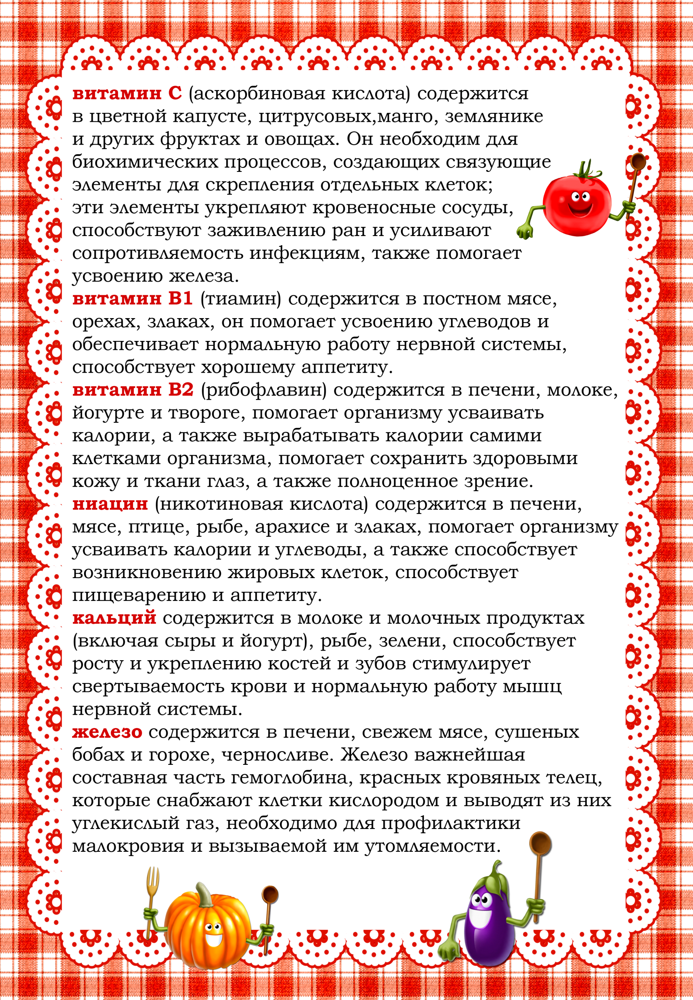 витамин С (аскорбиновая кислота) содержится
в цветной капусте, цитрусовых,манго, землянике
и других фруктах и овощах. Он необходим для
биохимических процессов, создающих связующие
элементы для скрепления отдельных клеток;
эти элементы укрепляют кровеносные сосуды,
способствуют заживлению ран и усиливают
сопротивляемость инфекциям, также помогает
усвоению железа.
витамин В1 (тиамин) содержится в постном мясе,
орехах, злаках, он помогает усвоению углеводов и
обеспечивает нормальную работу нервной системы,
способствует хорошему аппетиту.
витамин В2 (рибофлавин) содержится в печени, молоке,
йогурте и твороге, помогает организму усваивать
калории, а также вырабатывать калории самими
клетками организма, помогает сохранить здоровыми
кожу и ткани глаз, а также полноценное зрение.
ниацин (никотиновая кислота) содержится в печени,
мясе, птице, рыбе, арахисе и злаках, помогает организму
усваивать калории и углеводы, а также способствует
возникновению жировых клеток, способствует
пищеварению и аппетиту.
кальций содержится в молоке и молочных продуктах
(включая сыры и йогурт), рыбе, зелени, способствует
росту и укреплению костей и зубов стимулирует
свертываемость крови и нормальную работу мышц
нервной системы.
железо содержится в печени, свежем мясе, сушеных
бобах и горохе, черносливе. Железо важнейшая
составная часть гемоглобина, красных кровяных телец,
которые снабжают клетки кислородом и выводят из них
углекислый газ, необходимо для профилактики
малокровия и вызываемой им утомляемости.